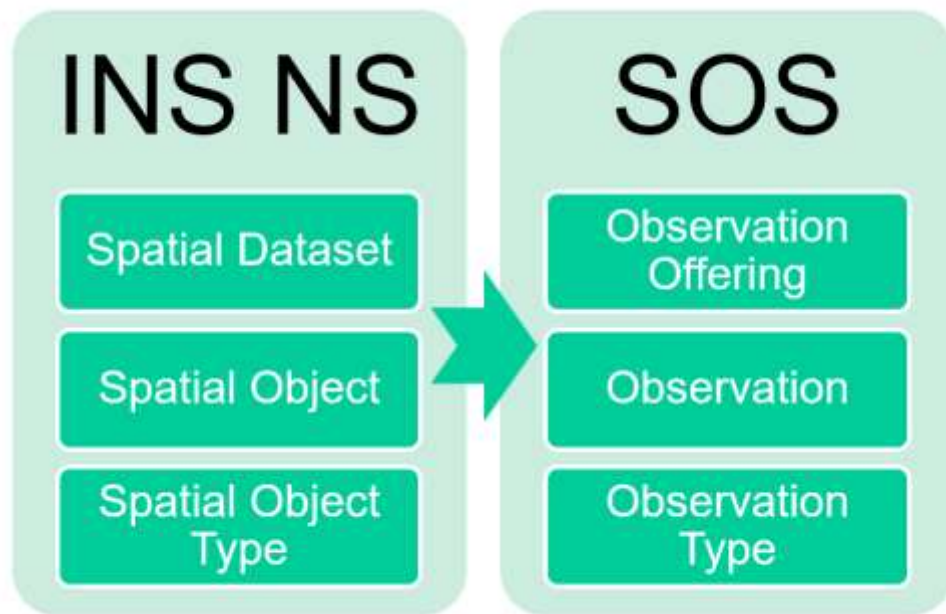 INS NS
Spatial Dataset
Spatial Object
Spatial Object
Type
SOS
Observation
Offering
Observation
Observation
Type